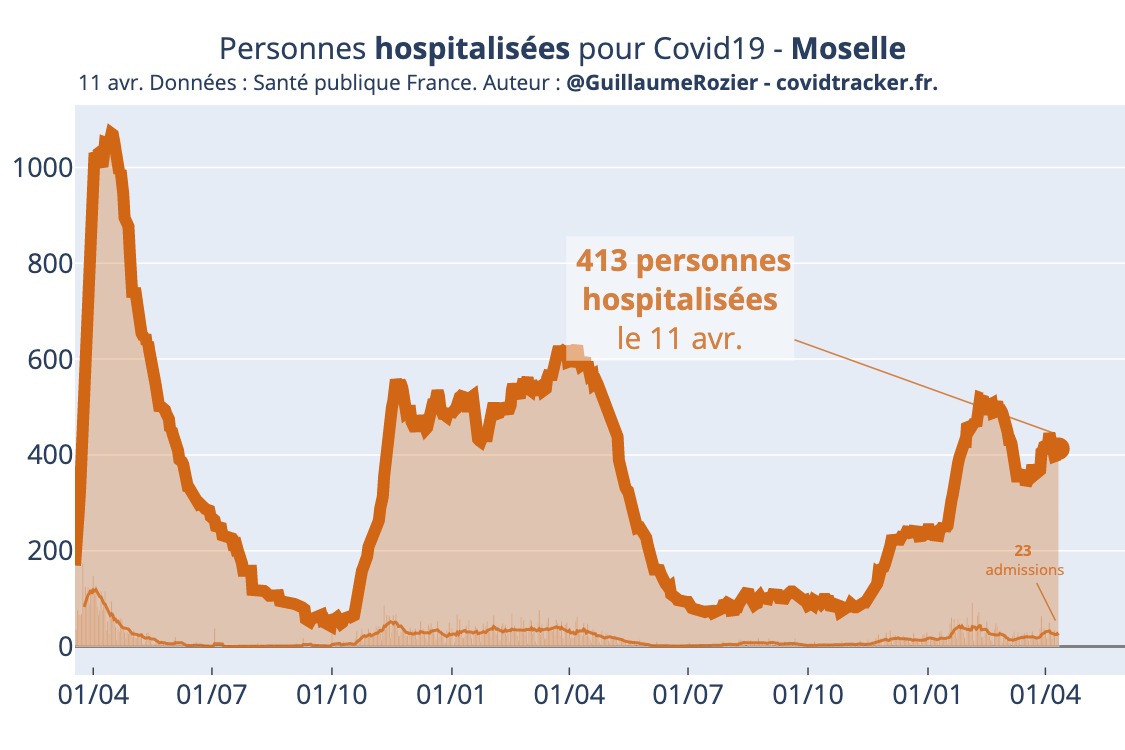 Personnes hospitalisées pour Covid19 - Moselle
11 avr. Données : Santé publique France. Auteur : @GuillaumeRozier - covidtracker.fr.
1000
800
600
400
200
0
413 personnes
hospitalisées
le 11 avr.
23
admissions
01/04
01/07
01/10
01/01
01/04
01/07
01/10
01/01
01/04